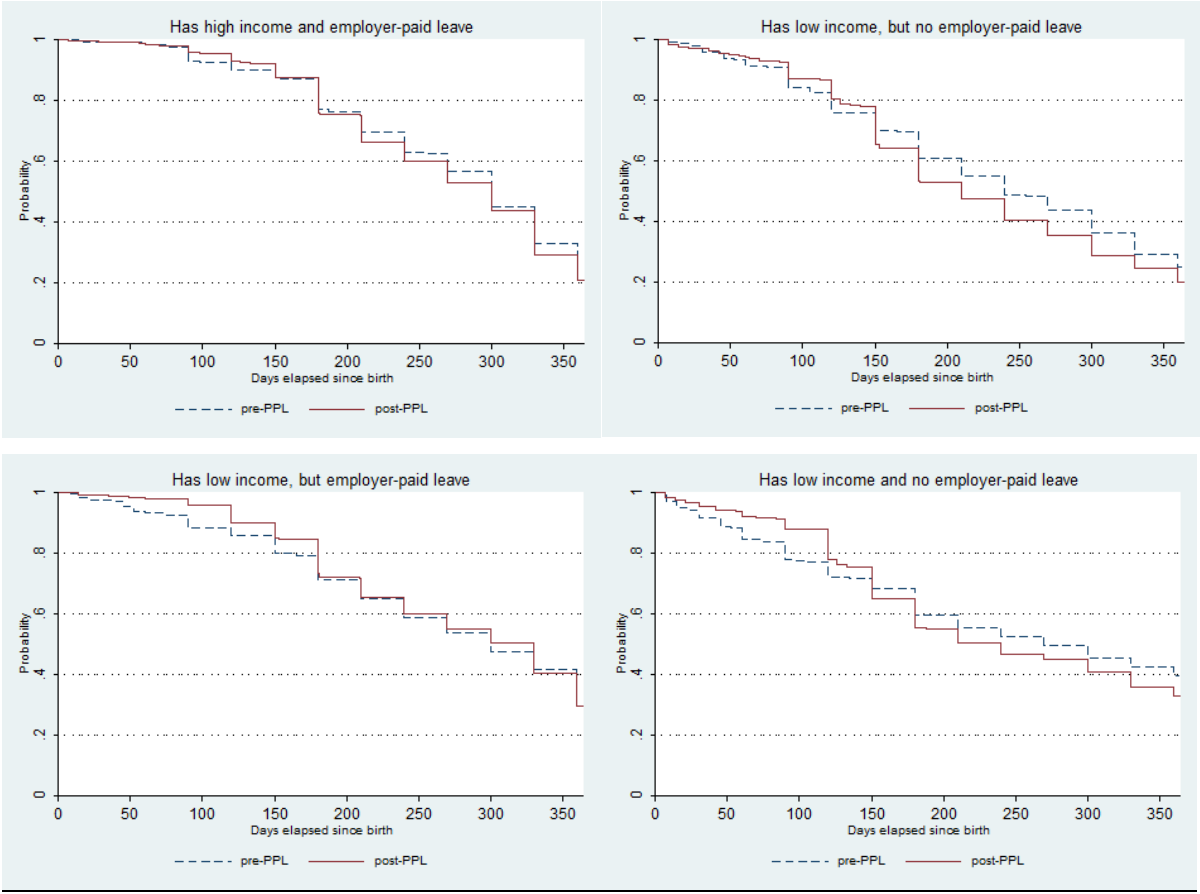 Has high income and employer-paid leave
Probability
1
.8
.6
.4
.2
0
0 50 100 150 200 250 300 350
Days elapsed since birth
pre-PPL post-PPL
Has low income, but no employer-paid leave
Probability
1
.8
.6
.4
.2
0
0 50 100 150 200 250 300 350
Days elapsed since birth
pre-PPL post-PPL
Has low income, but employer-paid leave
Probability
1
.8
.6
.4
.2
0
0 50 100 150 200 250 300 350
Days elapsed since birth
pre-PPL post-PPL
Has low income and no employer-paid leave
Probability
1
.8
.6
.4
.2
0
0 50 100 150 200 250 300 350
Days elapsed since birth
pre-PPL post-PPL